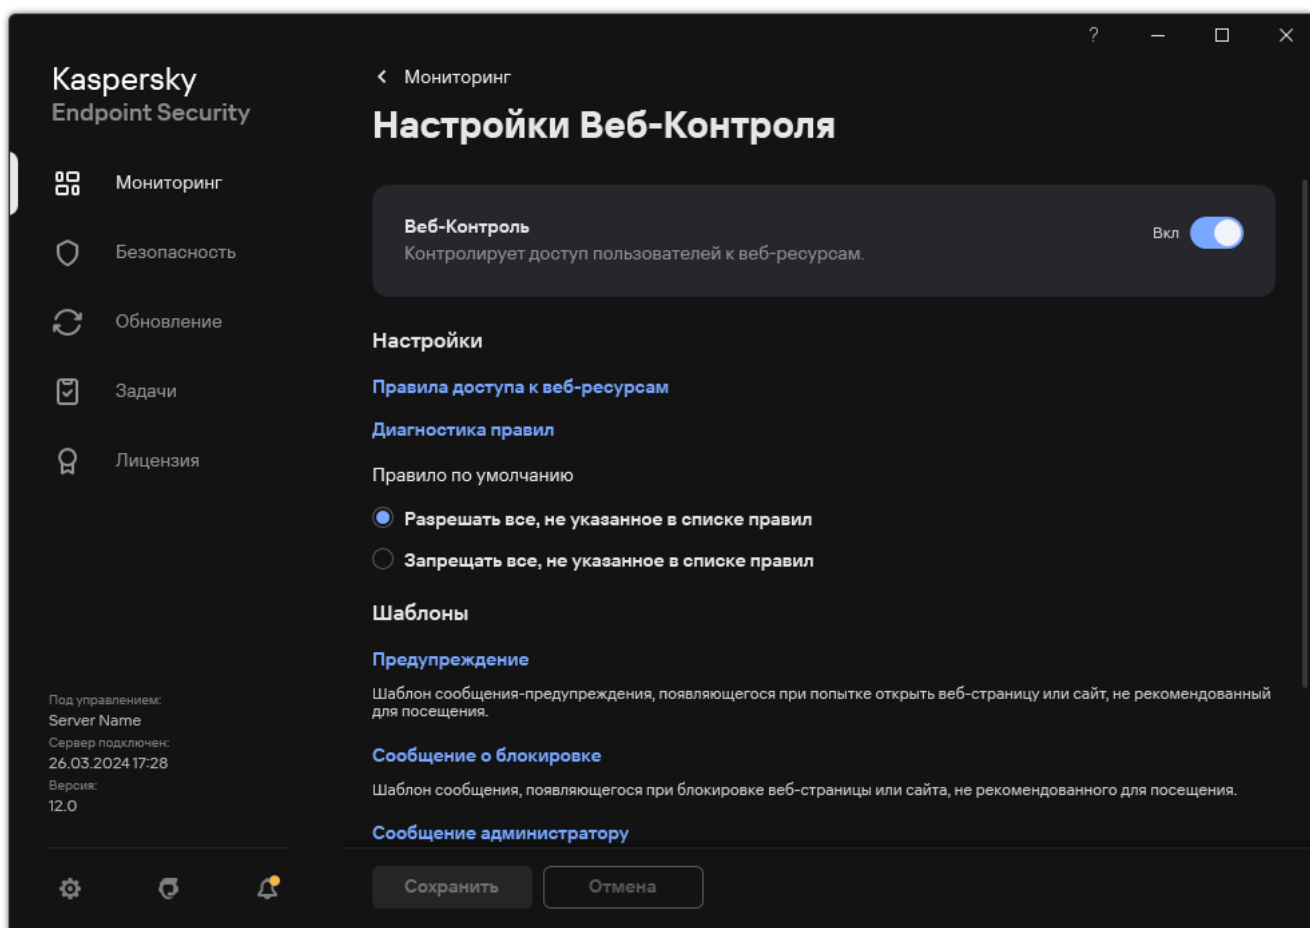 ?
Kaspersky
Endpoint Security
Мониторинг
Безопасность
Обновление
Задачи
Лицензия
Под управлением:
Server Name
Сервер подключен:
26.03.2024 17:28
Версия:
12.0
Мониторинг
Настройки Веб-Контроля
Веб-Контроль
Контролирует доступ пользователей к веб-ресурсам.
Вкл
Настройки
Правила доступа к веб-ресурсам
Диагностика правил
Правило по умолчанию
Разрешать все, не указанное в списке правил
Запрещать все, не указанное в списке правил
Шаблоны
Предупреждение
Шаблон сообщения-предупреждения, появляющегося при попытке открыть веб-страницу или сайт, не рекомендованный
для посещения.
Сообщение о блокировке
Шаблон сообщения, появляющегося при блокировке веб-страницы или сайта, не рекомендованного для посещения.
Сообщение администратору
Сохранить
Отмена